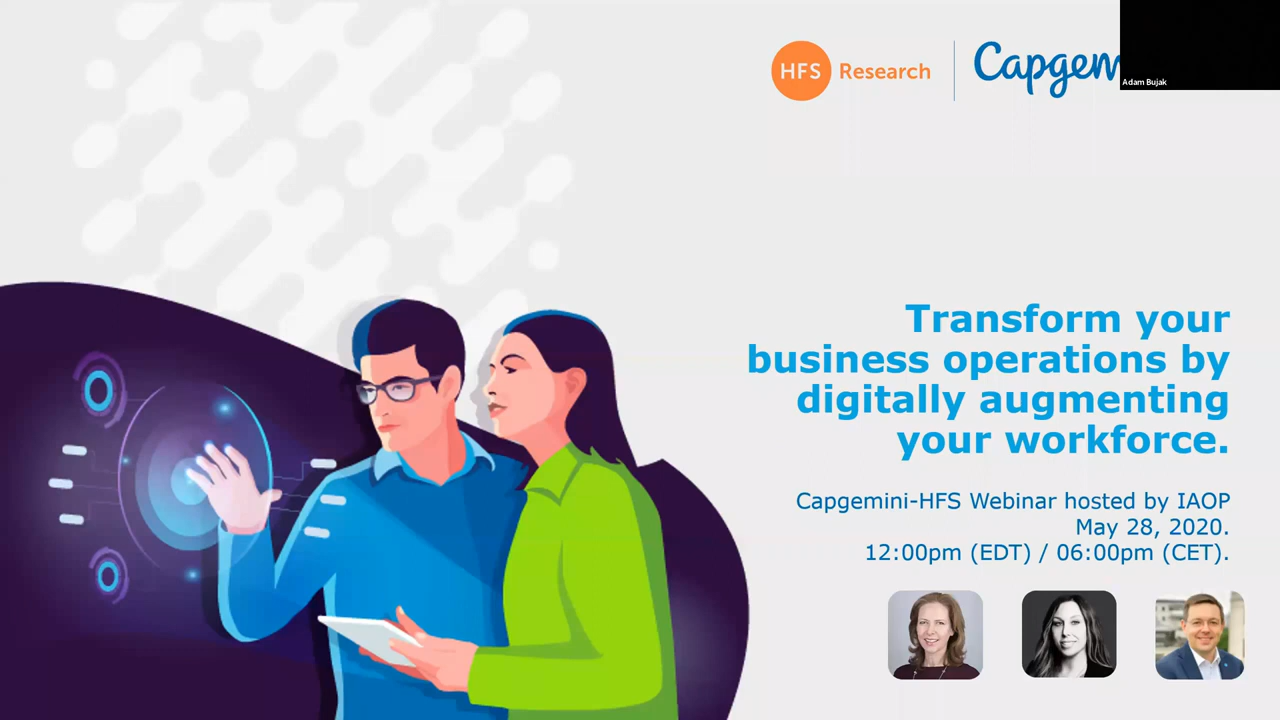 HFS Research
Capgem
Adam Bujak
Transform your
business operations by
digitally augmenting
your workforce.
Capgemini-HFS Webinar hosted by IAOP
May 28, 2020.
12:00pm (EDT) / 06:00pm (CET).